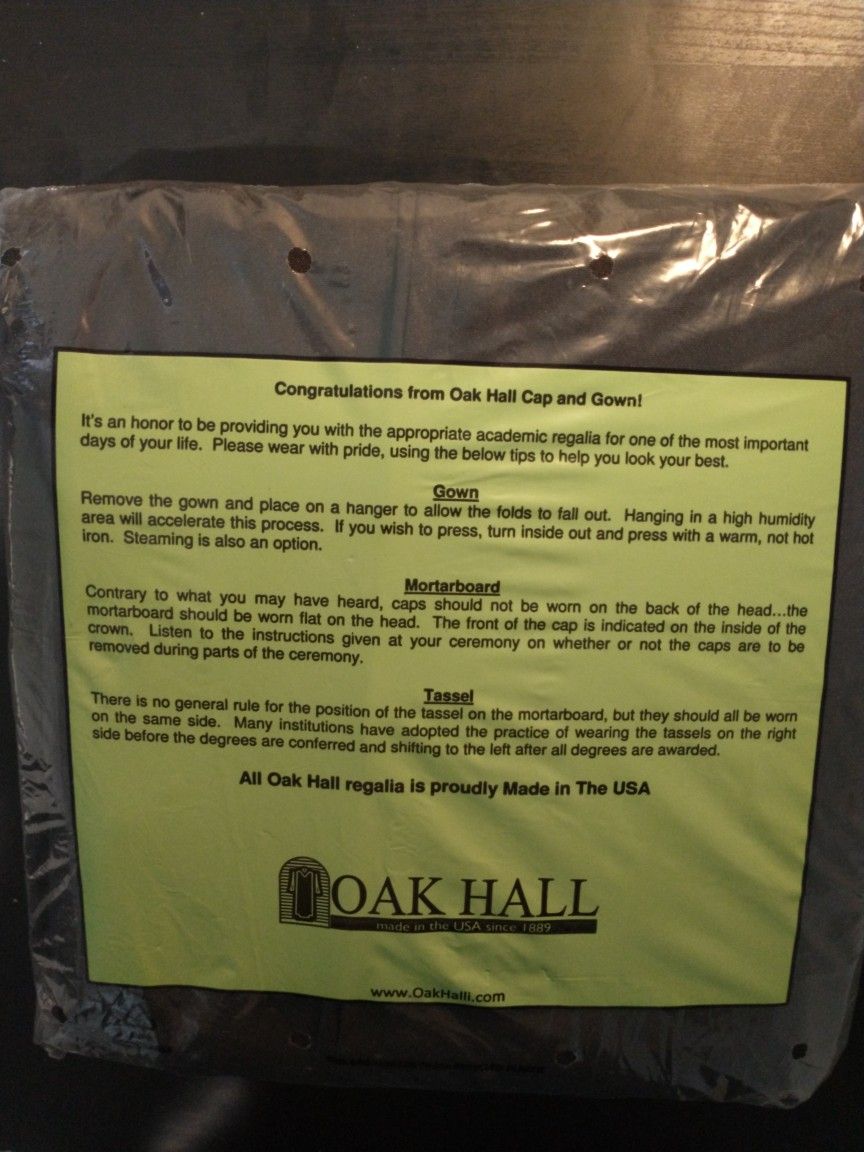 Congratulations from Oak Hall Cap and Gown!
It's an honor to be providing you with the appropriate academic regalia for one of the most important
days of your life. Please wear with pride, using the below tips to help you look your best.
Gown
Remove the gown and place on a hanger to allow the folds to fall out. Hanging in a high humidity
area will accelerate this process. If you wish to press, turn inside out and press with a warm, not hot
iron. Steaming is also an option.
Mortarboard
Contrary to what you may have heard, caps should not be worn on the back of the head...the
mortarboard should be worn flat on the head. The front of the cap is indicated on the inside of the
crown. Listen to the instructions given at your ceremony on whether or not the caps are to be
removed during parts of the ceremony.
Tassel
There is no general rule for the position of the tassel on the mortarboard, but they should all be worn
on the same side. Many institutions have adopted the practice of wearing the tassels on the right
side before the degrees are conferred and shifting to the left after all degrees are awarded.
All Oak Hall regalia is proudly Made in The USA
OAK HALL
made in the USA since 1889
www.OakHalli.com